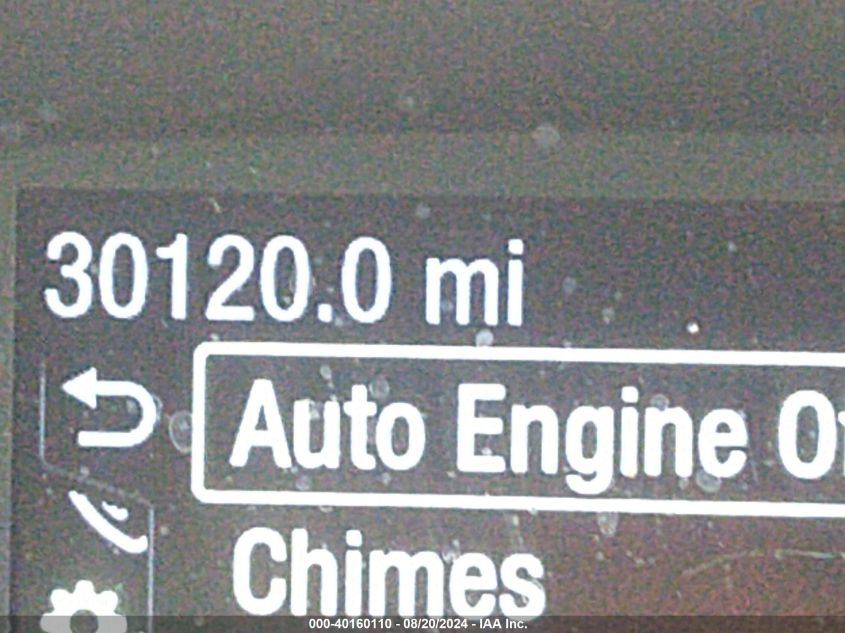 30120.0 mi
Auto Engine
Chimes
000-40160110 - 08/20/2024 - IAA Inc.